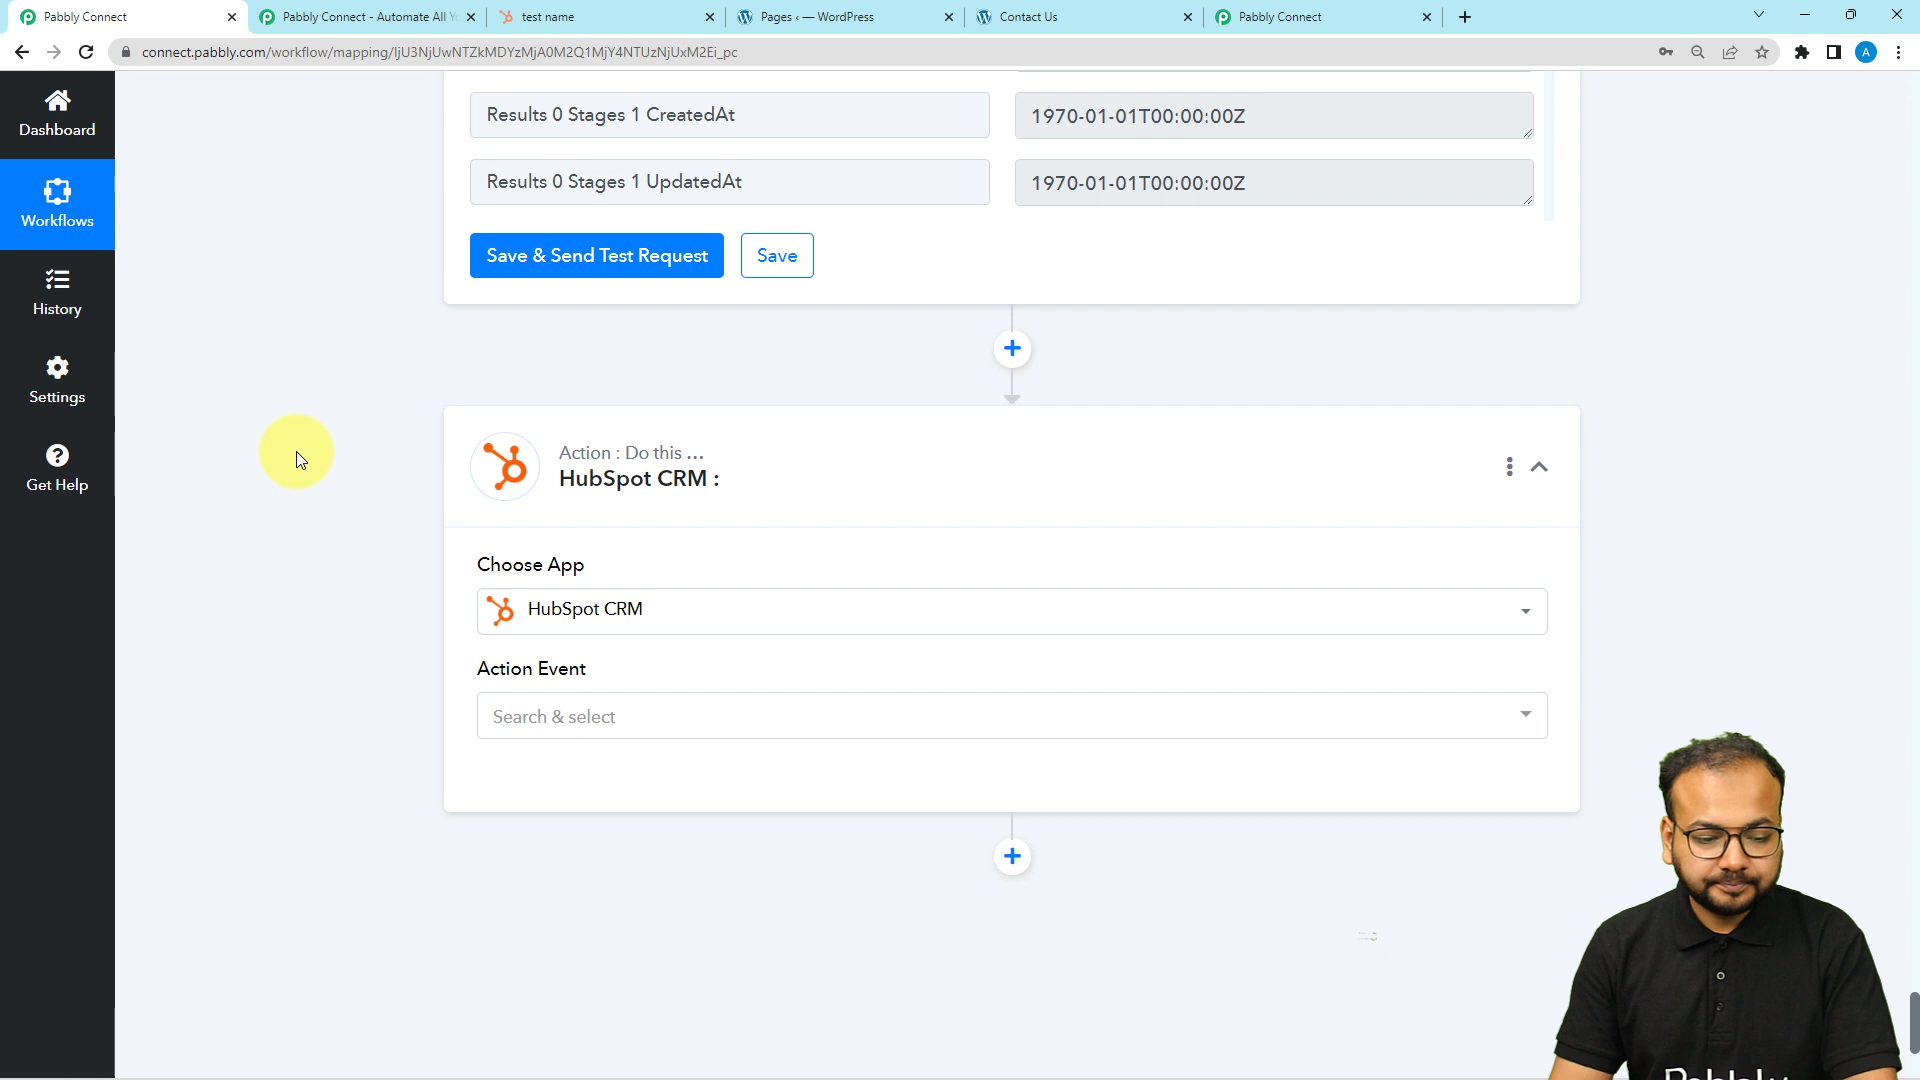 Pabbly Connect
Pabbly Connect - Automate All Y
test name
Pages ‹ — WordPress
Contact Us
Pabbly Connect
connect.pabbly.com/workflow/mapping/IjU3NjUwNTZkMDYzMjA0M2Q1MjY4NTUzNjUxM2Ei_pc
A
Dashboard
Workflows
History
Settings
Get Help
Results 0 Stages 1 CreatedAt
1970-01-01T00:00:00Z
Results 0 Stages 1 UpdatedAt
1970-01-01T00:00:00Z
Save & Send Test Request
Save
Action : Do this ...
HubSpot CRM :
Choose App
HubSpot CRM
Action Event
Search & select
Pabbly